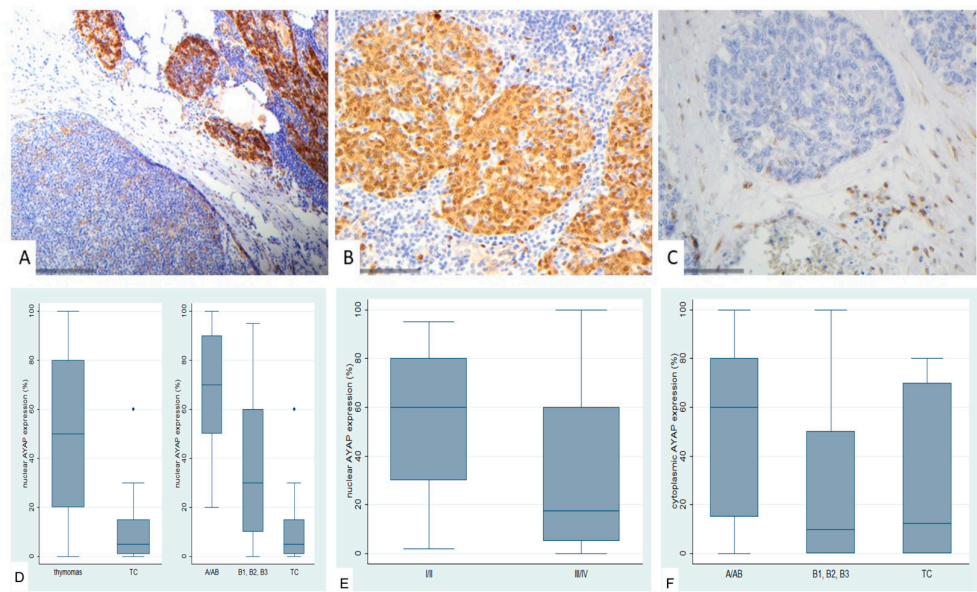 A
B
C
nuclear AYAP expression (%)
0 20 40 60 80 100
thymomas TC
nuclear AYAP expression (%)
0 20 40 60 80 100
A/AB B1, B2, B3 TC
D
nuclear AYAP expression (%)
0 20 40 60 80 100
I/II III/IV
E
cytoplasmic AYAP expression (%)
0 20 40 60 80 100
A/AB B1, B2, B3 TC
F